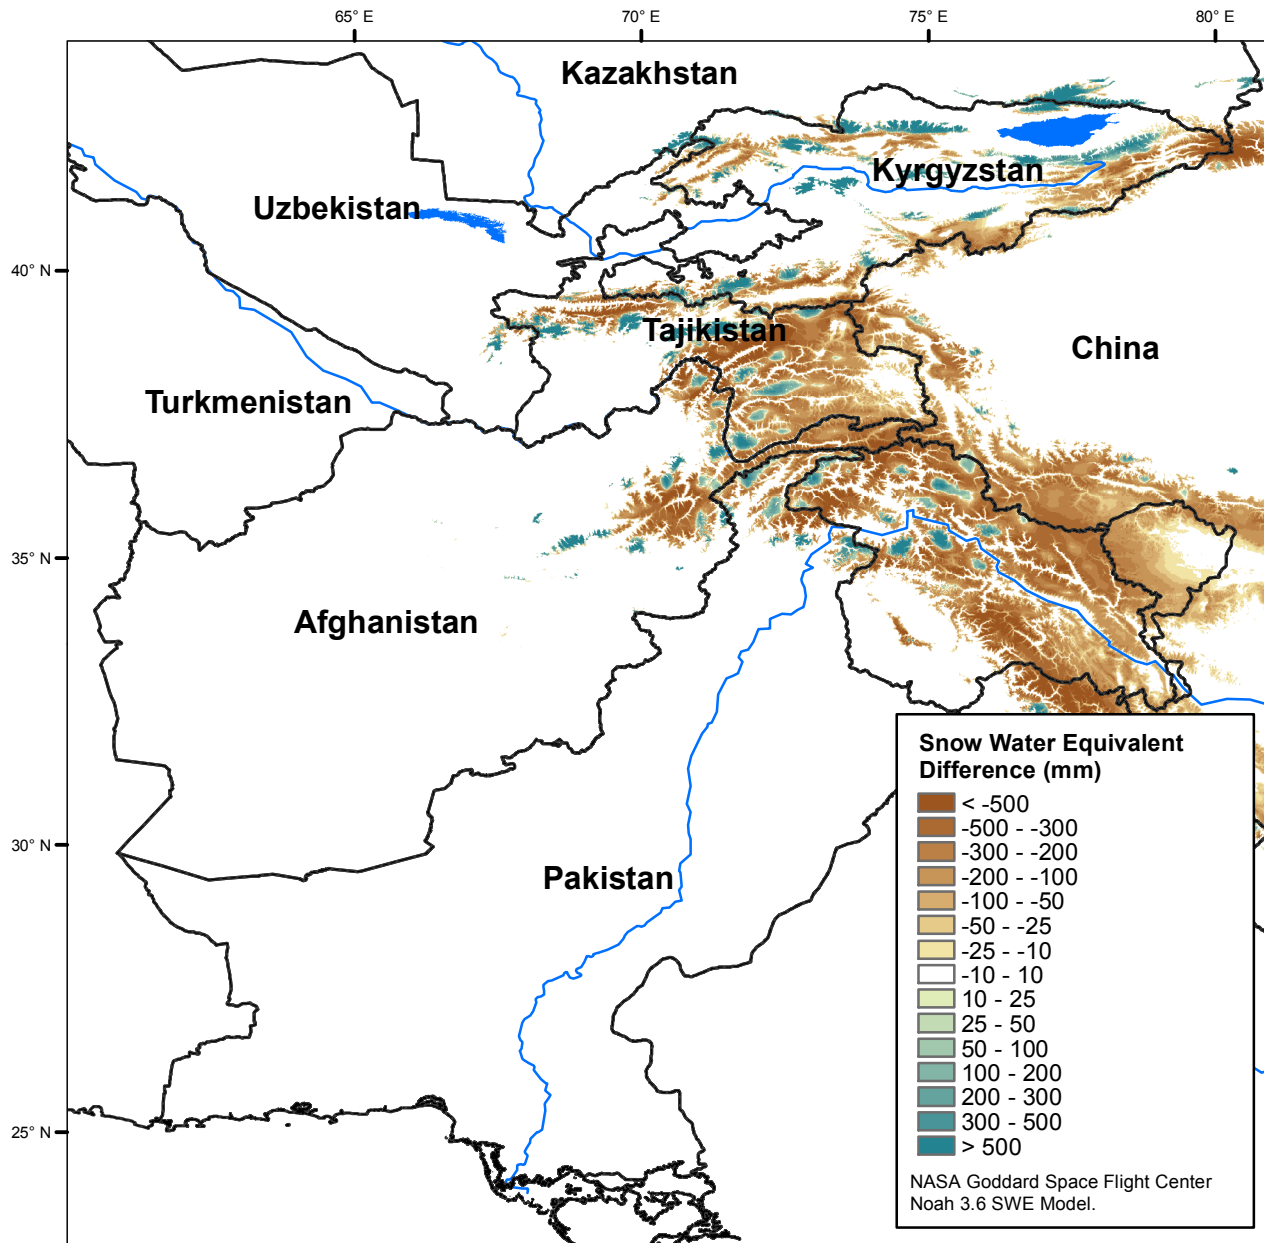 65° E
70° E
75° E
80° E
Kazakhstan
Kyrgyzstan
Uzbekistan
40° N
Tajikistan
China
Turkmenistan
35° N
Afghanistan
30° N
Pakistan
25° N
Snow Water Equivalent
Difference (mm)
< -500
-500 - -300
-300 - -200
-200 - -100
-100 - -50
-50 - -25
-25 - -10
-10 - 10
10 - 25
25 - 50
50 - 100
100 - 200
200 - 300
300 - 500
> 500
NASA Goddard Space Flight Center
Noah 3.6 SWE Model.